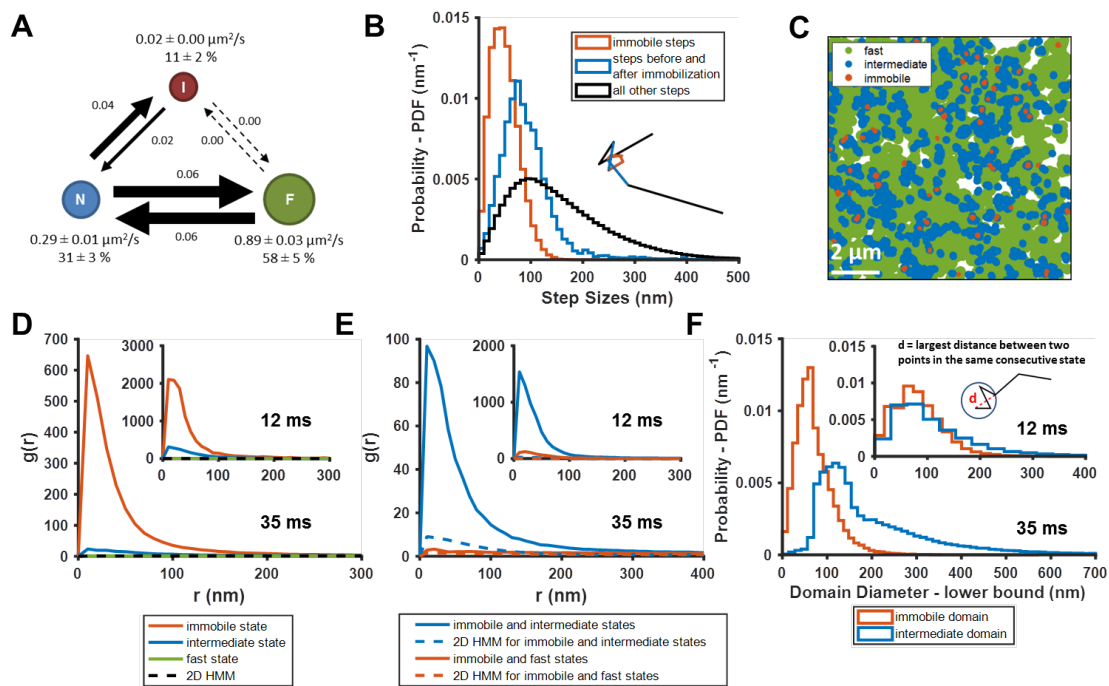 A
0.02 ± 0.00 µm²/s
11 ± 2 %
I
0.04
0.02
0.00
0.00
N
0.06
0.06
F
0.29 ± 0.01 µm²/s
31 ± 3 %
0.89 ± 0.03 µm²/s
58 ± 5 %
B
Probability - PDF (nm⁻¹)
0.015
0.01
0.005
0
0
100
200
300
400
500
Step Sizes (nm)
immobile steps
steps before and
after immobilization
all other steps
C
fast
intermediate
immobile
2 µm
D
g(r)
700
600
500
400
300
200
100
0
0
100
200
300
r (nm)
3000
2000
1000
0
0
100
200
300
12 ms
35 ms
immobile state
intermediate state
fast state
2D HMM
E
g(r)
100
80
60
40
20
0
0
100
200
300
400
r (nm)
2000
1000
0
0
100
200
300
12 ms
35 ms
immobile and intermediate states
2D HMM for immobile and intermediate states
immobile and fast states
2D HMM for immobile and fast states
F
Probability - PDF (nm⁻¹)
0.015
0.01
0.005
0
0
100
200
300
400
500
600
700
Domain Diameter - lower bound (nm)
d = largest distance between two
points in the same consecutive state
0.015
0.01
0.005
0
0
100
200
300
400
d
12 ms
35 ms
immobile domain
intermediate domain